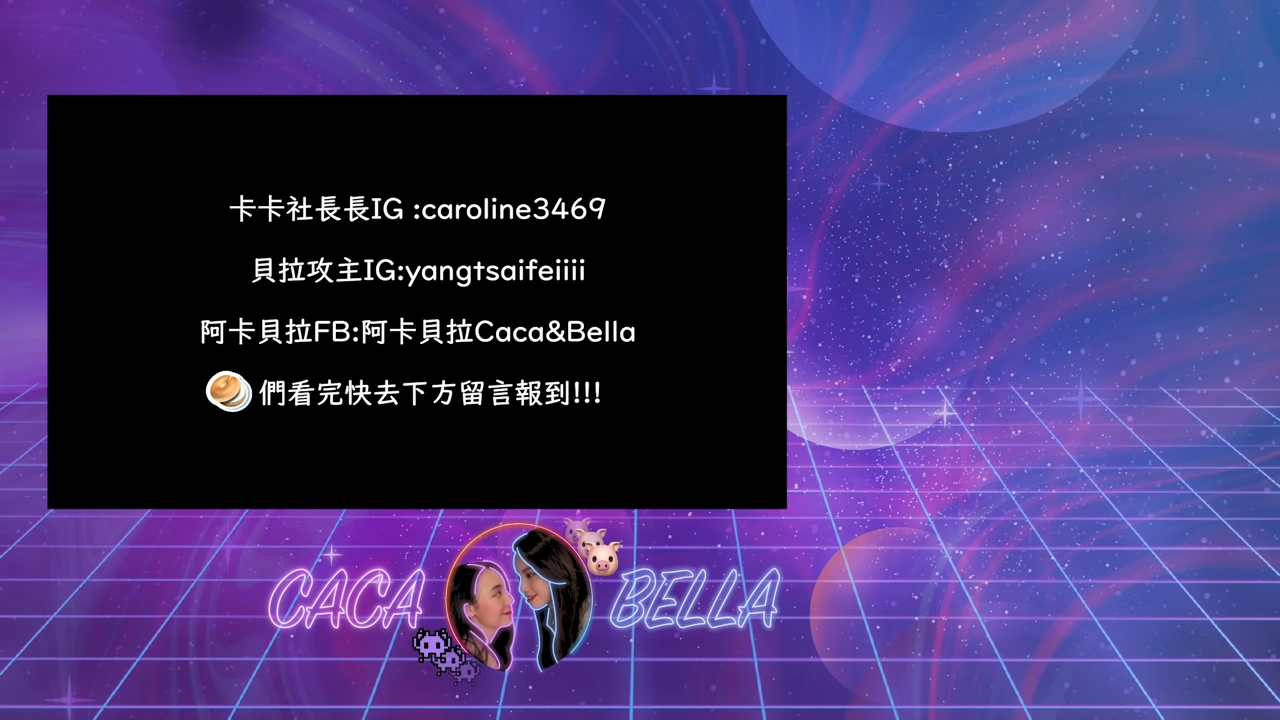 卡卡社長長IG :caroline3469
貝拉攻主IG:yangtsaifeiiii
阿卡貝拉FB:阿卡貝拉Caca&Bella
們看完快去下方留言報到!!!
CACA BELLA